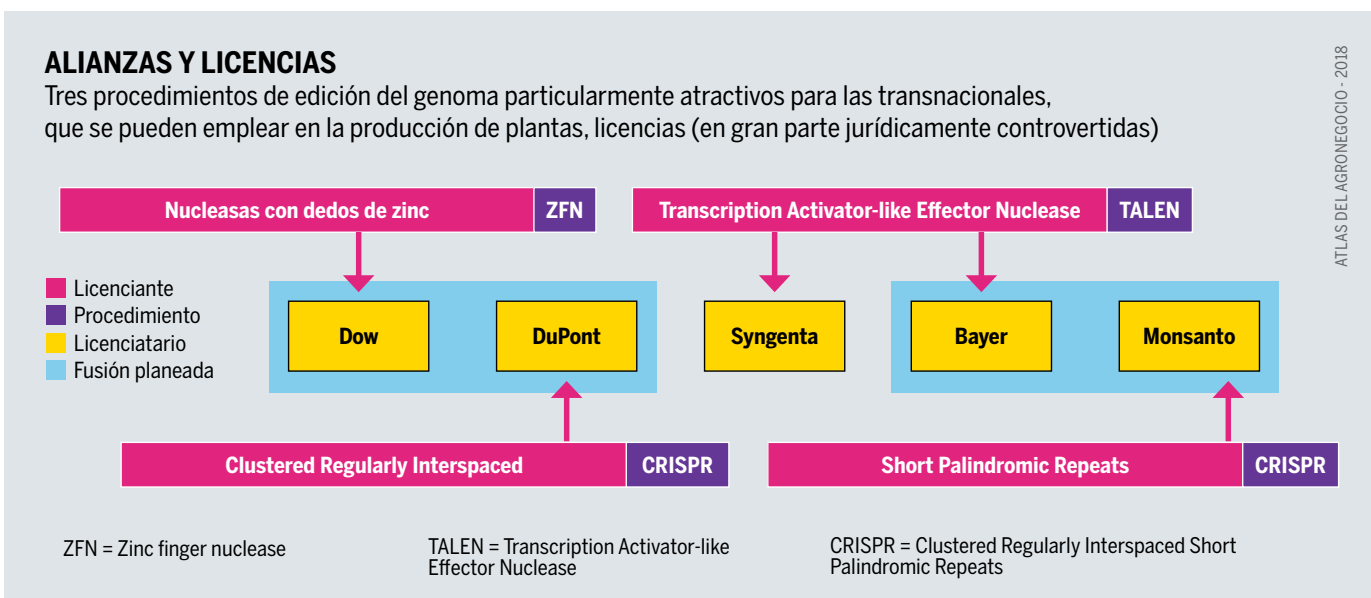 ALIANZAS Y LICENCIAS
Tres procedimientos de edición del genoma particularmente atractivos para las transnacionales,
que se pueden emplear en la producción de plantas, licencias (en gran parte jurídicamente controvertidas)
ATLAS DEL AGRONEGOCIO - 2018
Nucleasas con dedos de zinc ZFN
Transcription Activator-like Effector Nuclease TALEN
Licenciante
Procedimiento
Licenciatario
Fusión planeada
Dow
DuPont
Syngenta
Bayer
Monsanto
Clustered Regularly Interspaced CRISPR
Short Palindromic Repeats CRISPR
ZFN = Zinc finger nuclease
TALEN = Transcription Activator-like
Effector Nuclease
CRISPR = Clustered Regularly Interspaced Short
Palindromic Repeats